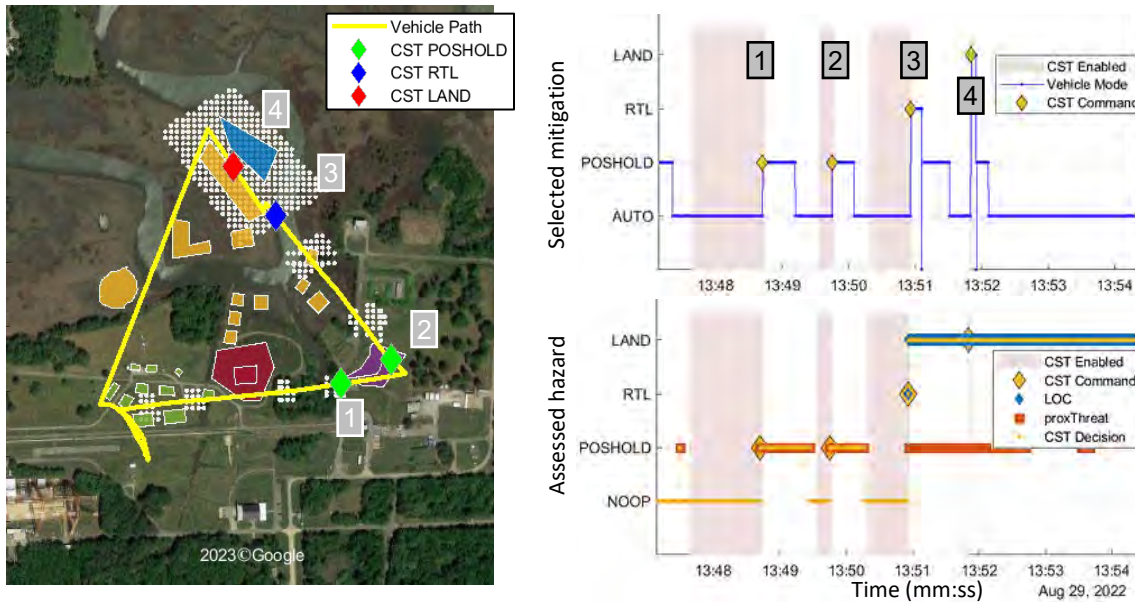 Vehicle Path
CST POSHOLD
CST RTL
CST LAND
4
3
2
1
2023©Google
Selected mitigation
LAND
RTL
POSHOLD
AUTO
1
2
3
4
CST Enabled
Vehicle Mode
CST Command
13:48
13:49
13:50
13:51
13:52
13:53
13:54
Assessed hazard
LAND
RTL
POSHOLD
NOOP
CST Enabled
CST Command
LOC
proxThreat
CST Decision
13:48
13:49
13:50
13:51
13:52
13:53
13:54
Time (mm:ss)
Aug 29, 2022